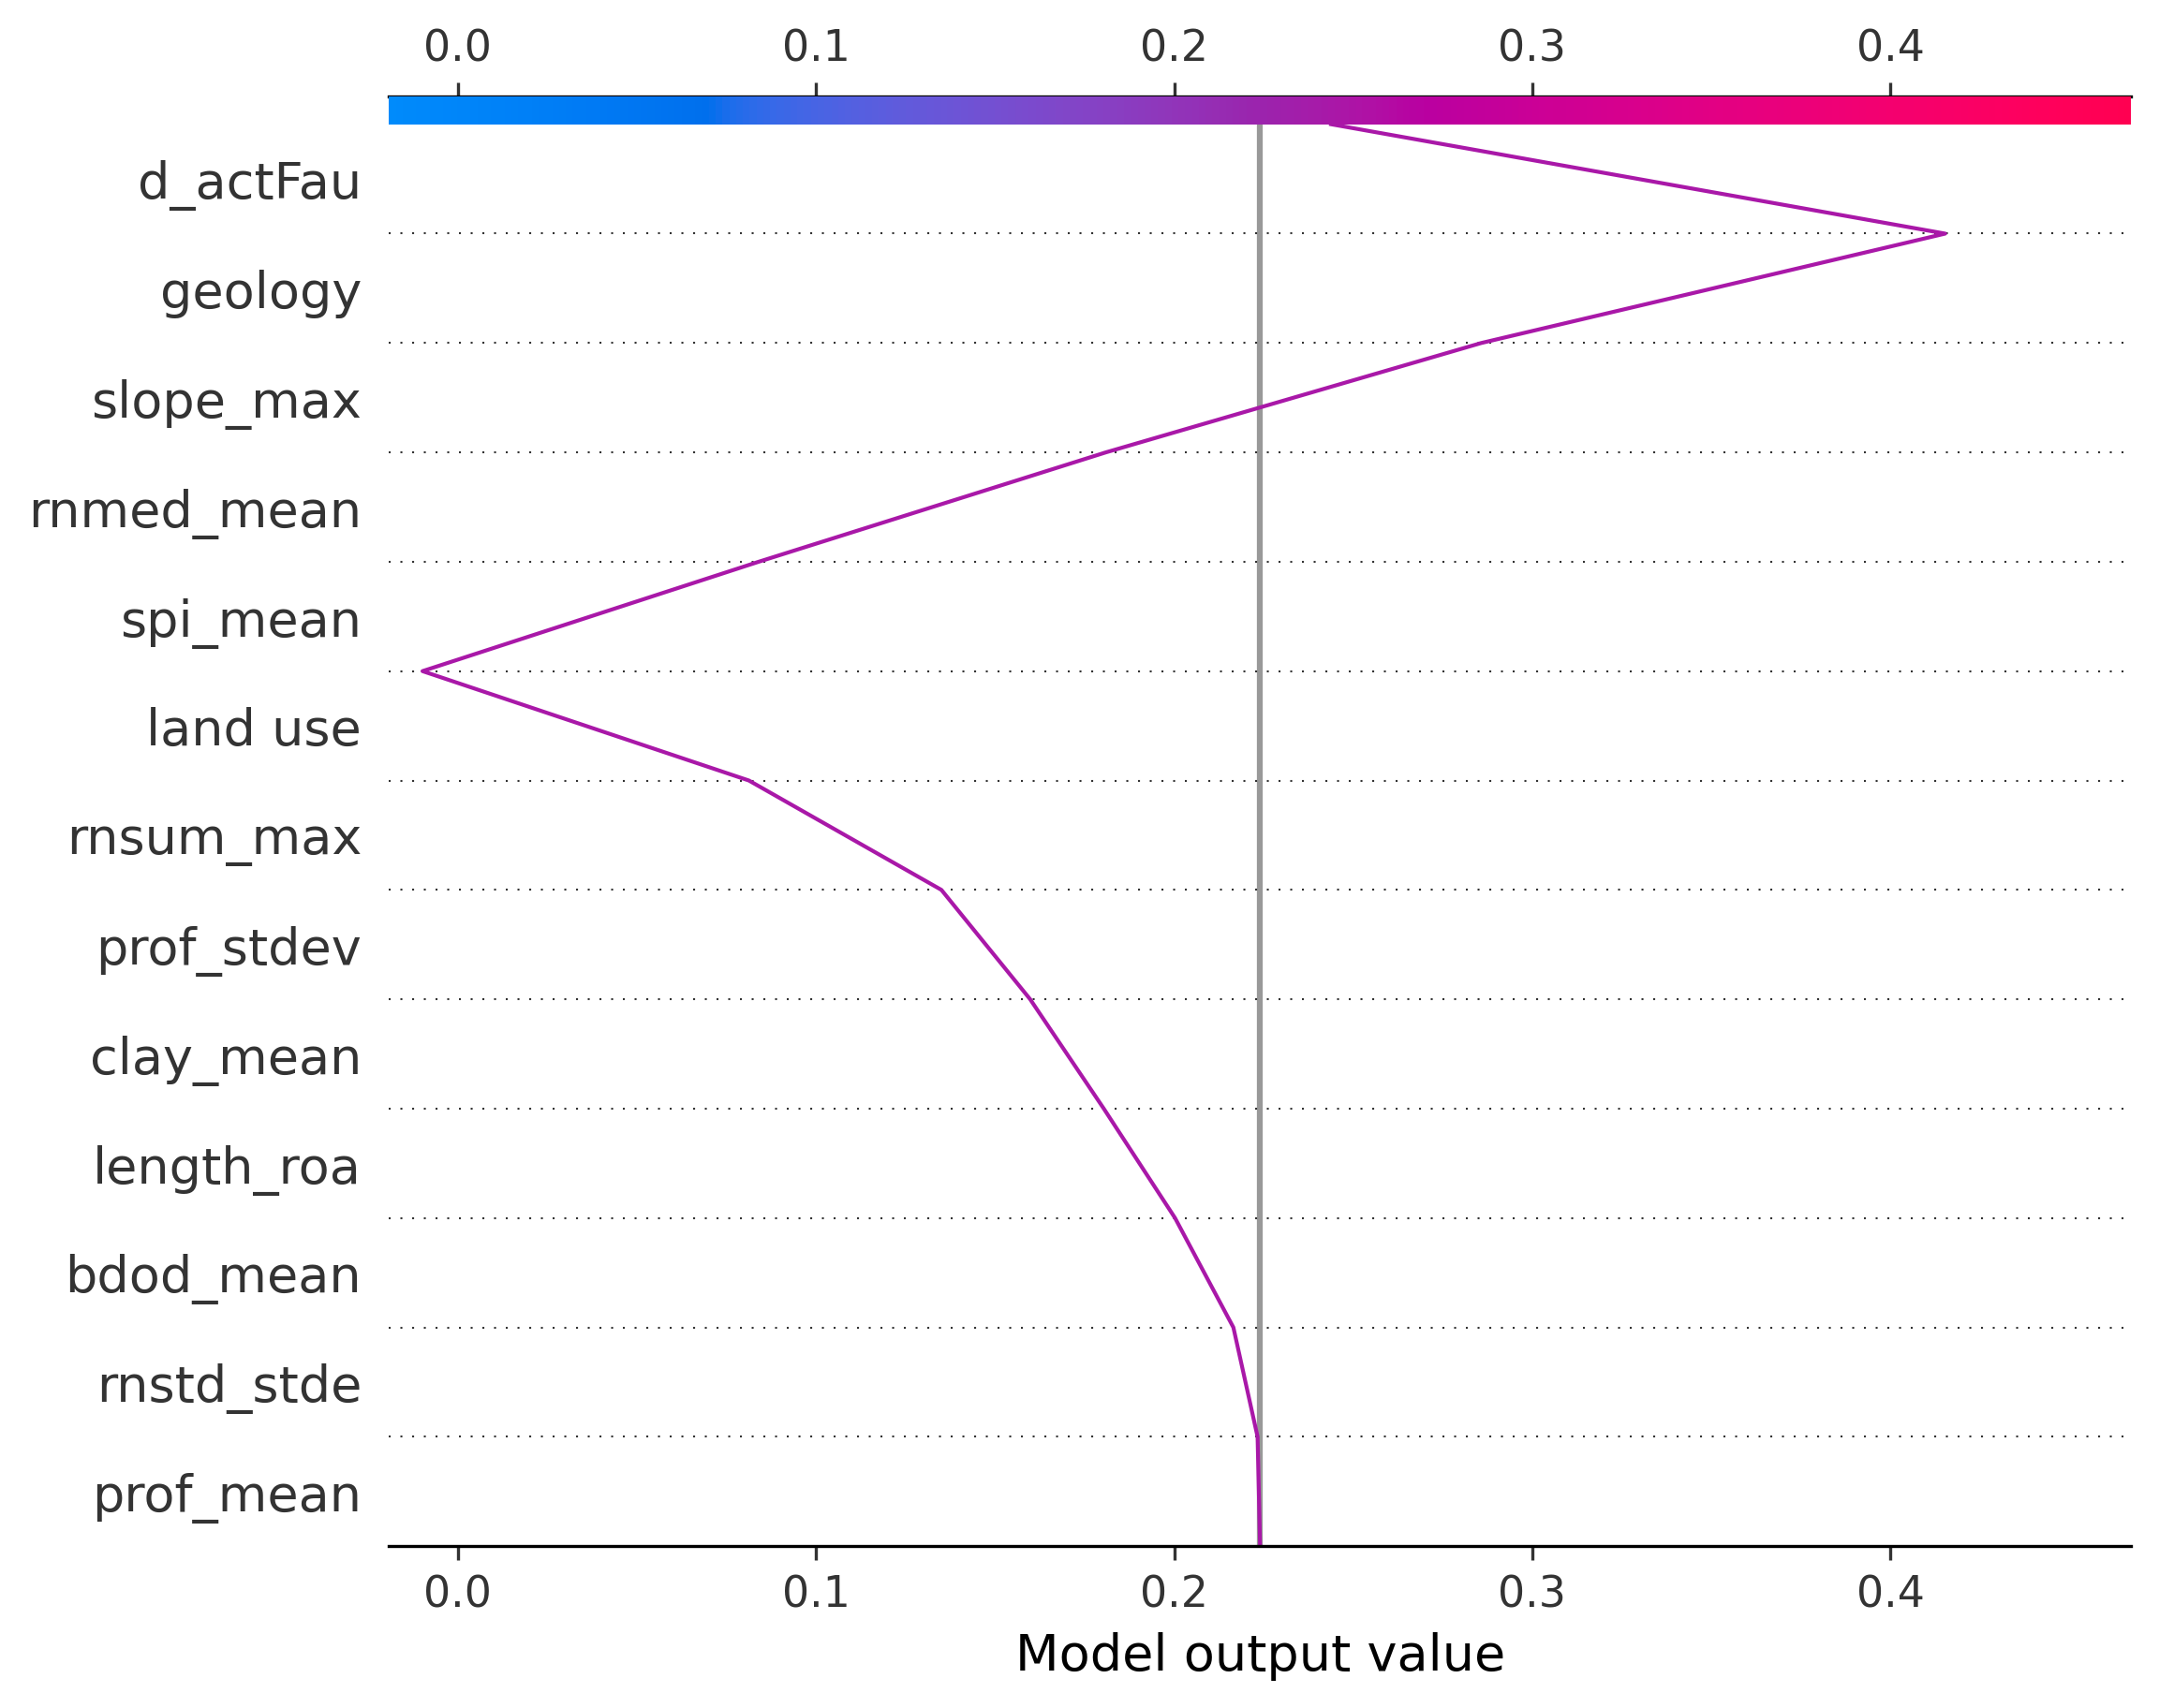 0.0 0.1 0.2 0.3 0.4
d_actFau
geology
slope_max
rnmed_mean
spi_mean
land use
rnsum_max
prof_stdev
clay_mean
length_roa
bdod_mean
rnstd_stde
prof_mean
0.0 0.1 0.2 0.3 0.4
Model output value